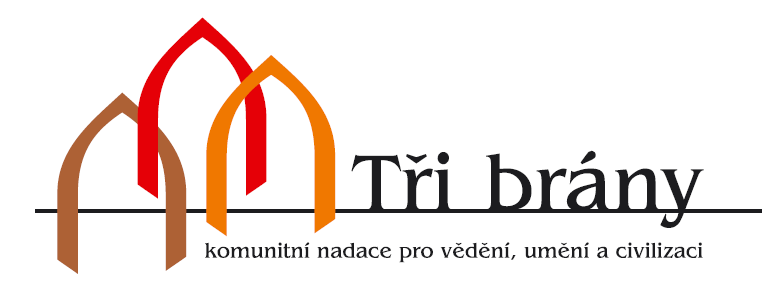 Tři brány
komunitní nadace pro vědění, umění a civilizaci